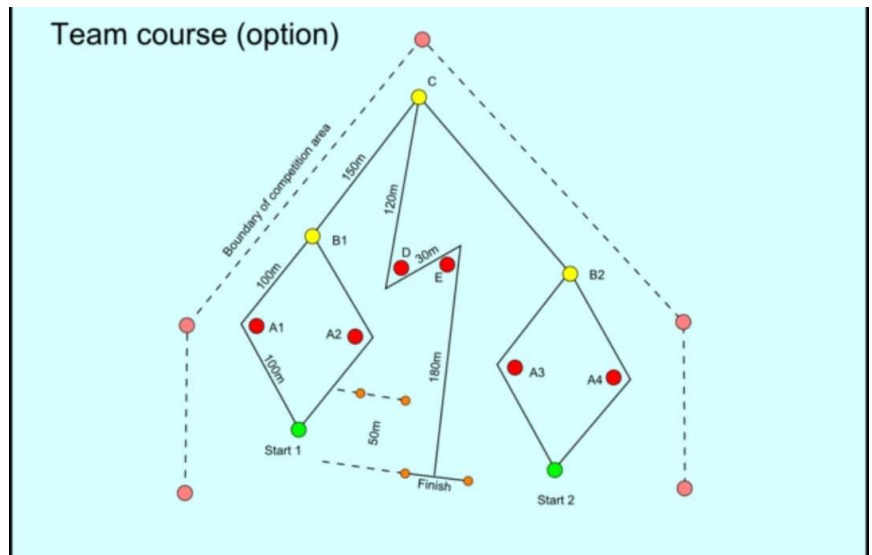 Team course (option)
C
Boundary of competition area
150m
120m
B1
D
30m
E
B2
100m
A1
A2
100m
180m
A3
A4
50m
Start 1
Finish
Start 2